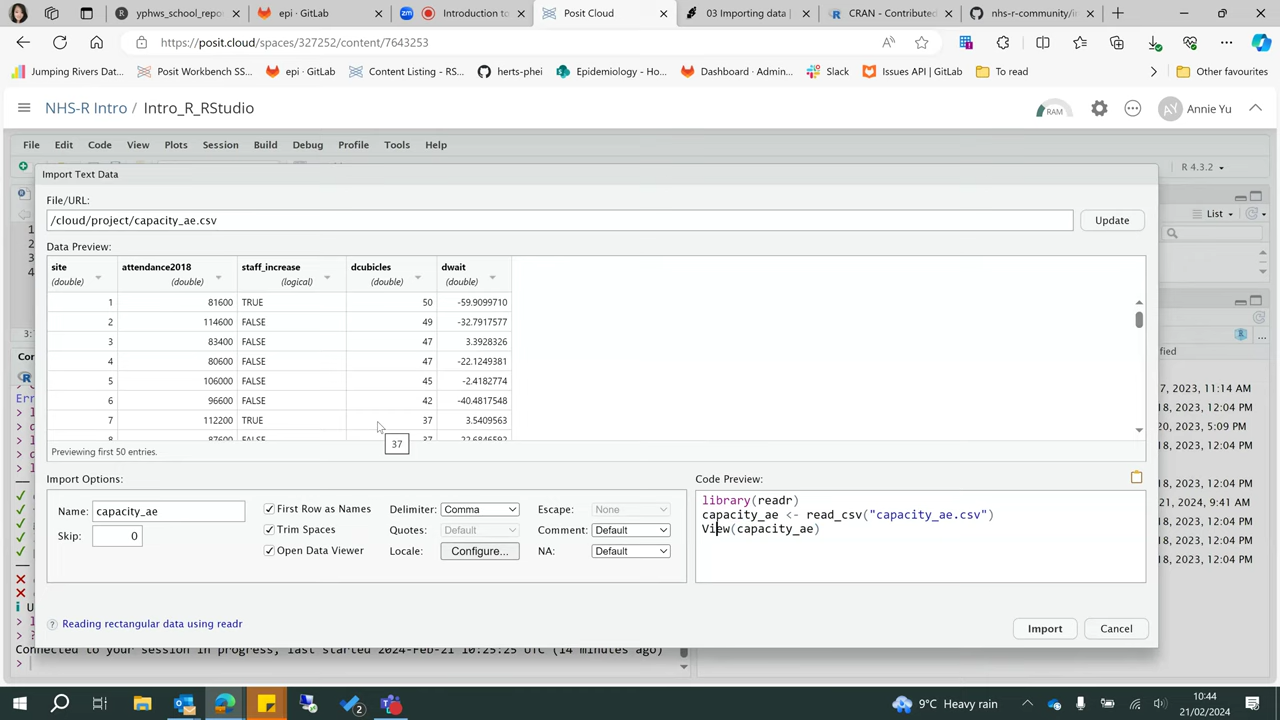 yphws_school_repo
epi · GitLab
Introduction to
Posit Cloud
03 Importing data
CRAN - Contributed
nhs-r-community/i
https://posit.cloud/spaces/327252/content/7643253
Jumping Rivers Dat...
Posit Workbench SS...
epi · GitLab
Content Listing - RS...
herts-phei
Epidemiology - Ho...
Dashboard · Admin...
Slack
Issues API | GitLab
To read
Other favourites
NHS-R Intro / Intro_R_RStudio
RAM
AY
Annie Yu
File Edit Code View Plots Session Build Debug Profile Tools Help
R 4.3.2
Import Text Data
File/URL:
/cloud/project/capacity_ae.csv
Update
List
Data Preview:
site attendance2018 staff_increase dcubicles dwait
(double) (double) (logical) (double) (double)
1 81600 TRUE 50 -59.9099710
2 114600 FALSE 49 -32.7917577
3 83400 FALSE 47 3.3928326
4 80600 FALSE 47 -22.1249381
5 106000 FALSE 45 -2.4182774
6 96600 FALSE 42 -40.4817548
7 112200 TRUE 37 3.5409563
8 87600 FALSE 37
37
Previewing first 50 entries.
Import Options:
Name: capacity_ae
Skip: 0
First Row as Names
Trim Spaces
Open Data Viewer
Delimiter: Comma
Quotes: Default
Locale: Configure...
Escape: None
Comment: Default
NA: Default
Code Preview:
library(readr)
capacity_ae <- read_csv("capacity_ae.csv")
View(capacity_ae)
Reading rectangular data using readr
Import
Cancel
fied
7, 2023, 11:14 AM
18, 2023, 12:04 PM
20, 2023, 5:09 PM
18, 2023, 12:04 PM
18, 2023, 12:04 PM
21, 2024, 9:41 AM
18, 2023, 12:04 PM
18, 2023, 12:04 PM
18, 2023, 12:04 PM
18, 2023, 12:04 PM
Connected to your session in progress, last started 2024-Feb-21 10:25:25 UTC (14 minutes ago)
>
9°C Heavy rain
10:44
21/02/2024